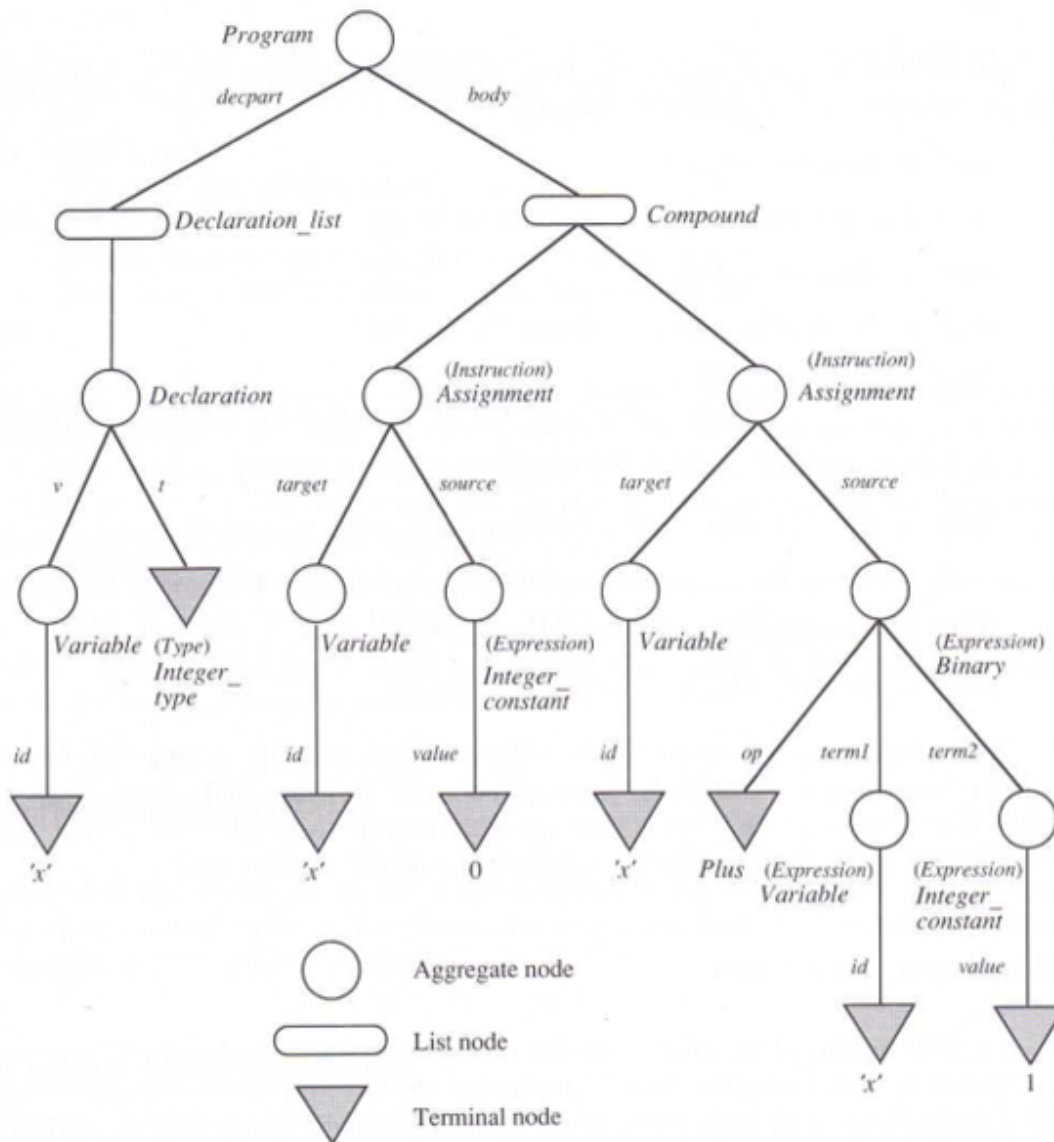 Program
decpart
body
Declaration_list
Compound
Declaration
(Instruction)
Assignment
(Instruction)
Assignment
v
t
target
source
target
source
Variable
(Type)
Integer_
type
Variable
(Expression)
Integer_
constant
Variable
(Expression)
Binary
id
id
value
id
op
term1
term2
'x'
'x'
0
'x'
Plus
(Expression)
Variable
(Expression)
Integer_
constant
id
value
'x'
1
Aggregate node
List node
Terminal node